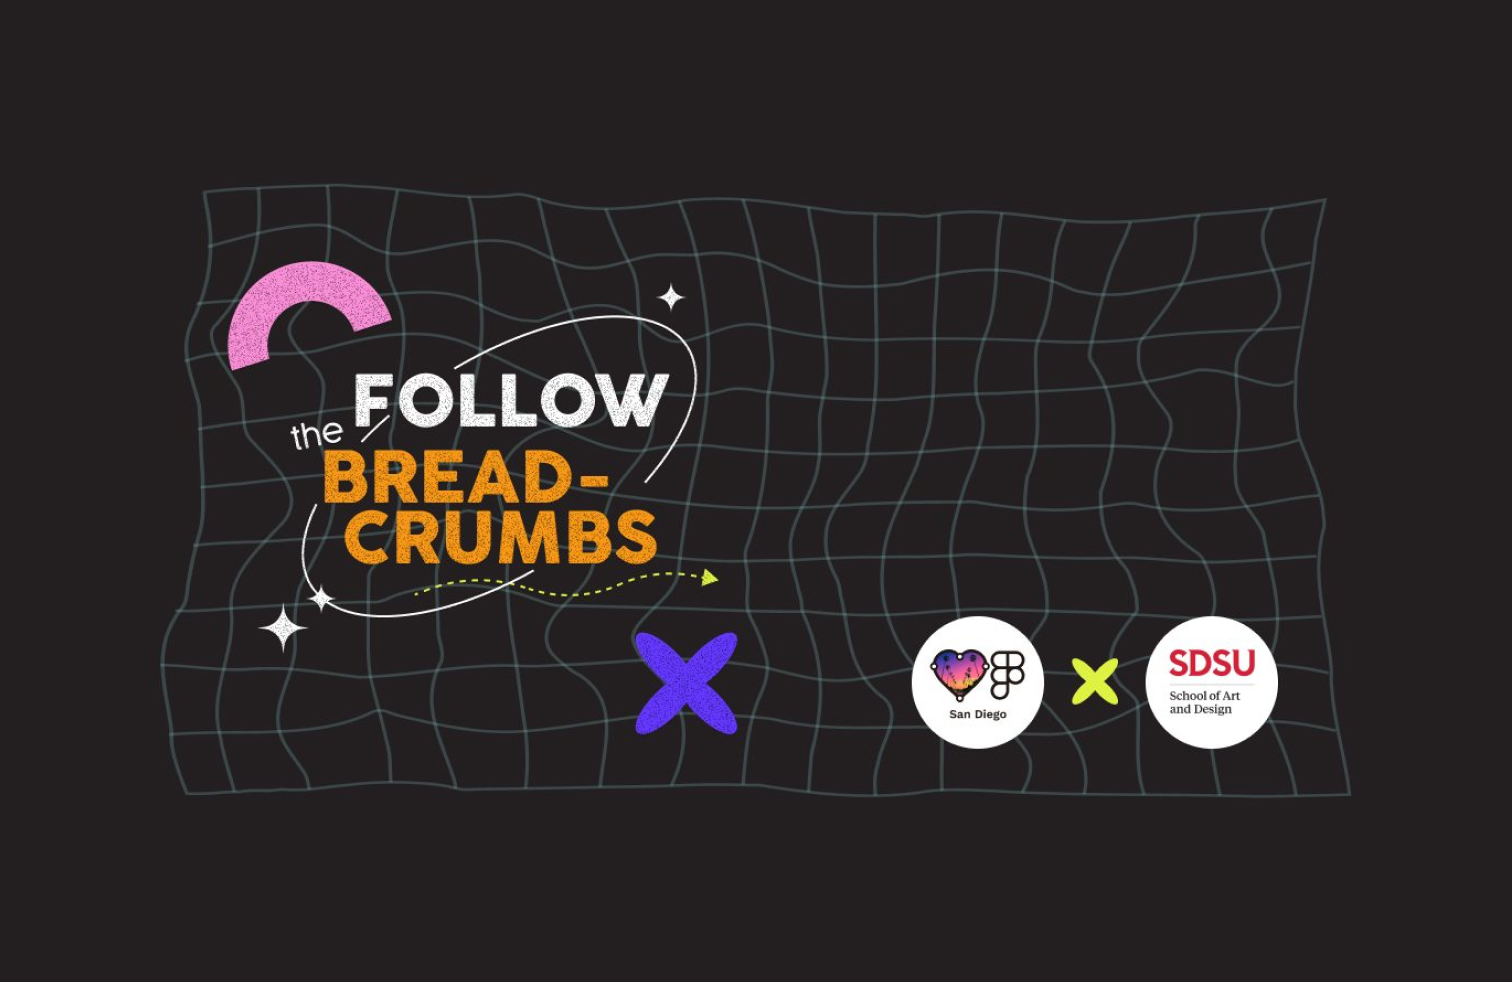 FOLLOW
the
BREAD-
CRUMBS
San Diego
SDSU
School of Art
and Design